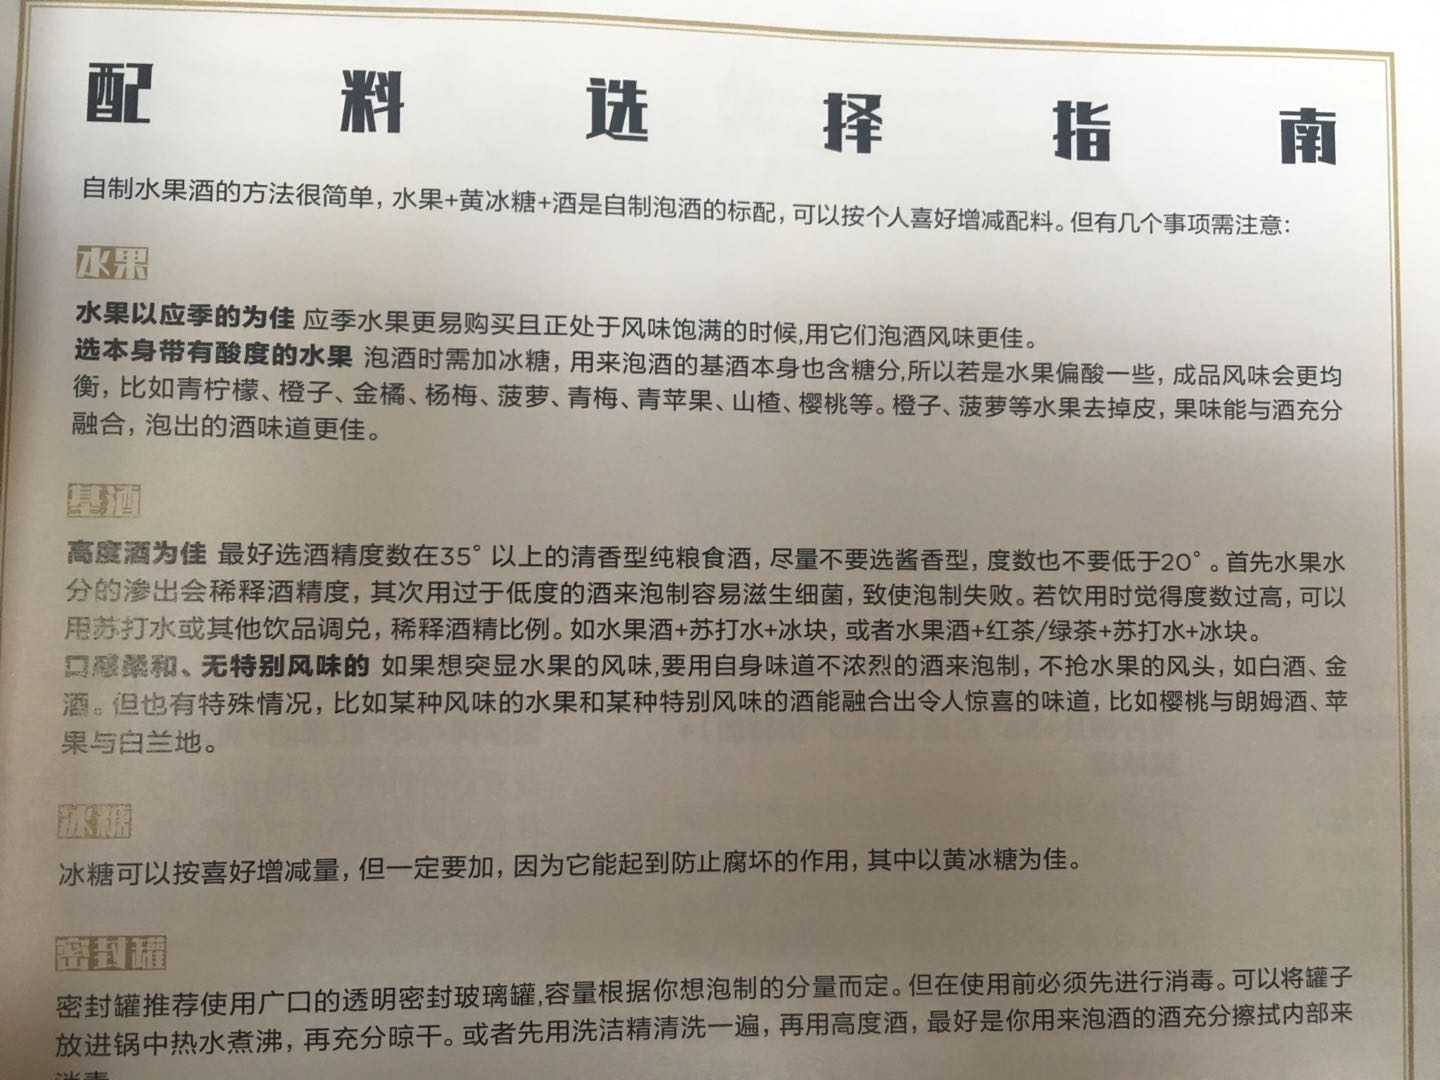 配料选择指南
自制水果酒的方法很简单，水果+黄冰糖+酒是自制泡酒的标配，可以按个人喜好增减配料。但有几个事项需注意：
水果
水果以应季的为佳 应季水果更易购买且正处于风味饱满的时候,用它们泡酒风味更佳。
选本身带有酸度的水果 泡酒时需加冰糖，用来泡酒的基酒本身也含糖分,所以若是水果偏酸一些，成品风味会更均
衡，比如青柠檬、橙子、金橘、杨梅、菠萝、青梅、青苹果、山楂、樱桃等。橙子、菠萝等水果去掉皮，果味能与酒充分
融合，泡出的酒味道更佳。
基酒
高度酒为佳 最好选酒精度数在35°以上的清香型纯粮食酒，尽量不要选酱香型，度数也不要低于20°。首先水果水
分的渗出会稀释酒精度，其次用过于低度的酒来泡制容易滋生细菌，致使泡制失败。若饮用时觉得度数过高，可以
用苏打水或其他饮品调兑，稀释酒精比例。如水果酒+苏打水+冰块，或者水果酒+红茶/绿茶+苏打水+冰块。
口感柔和、无特别风味的 如果想突显水果的风味,要用自身味道不浓烈的酒来泡制，不抢水果的风头，如白酒、金
酒。但也有特殊情况，比如某种风味的水果和某种特别风味的酒能融合出令人惊喜的味道，比如樱桃与朗姆酒、苹
果与白兰地。
冰糖
冰糖可以按喜好增减量，但一定要加，因为它能起到防止腐坏的作用，其中以黄冰糖为佳。
密封罐
密封罐推荐使用广口的透明密封玻璃罐,容量根据你想泡制的分量而定。但在使用前必须先进行消毒。可以将罐子
放进锅中热水煮沸，再充分晾干。或者先用洗洁精清洗一遍，再用高度酒，最好是你用来泡酒的酒充分擦拭内部来